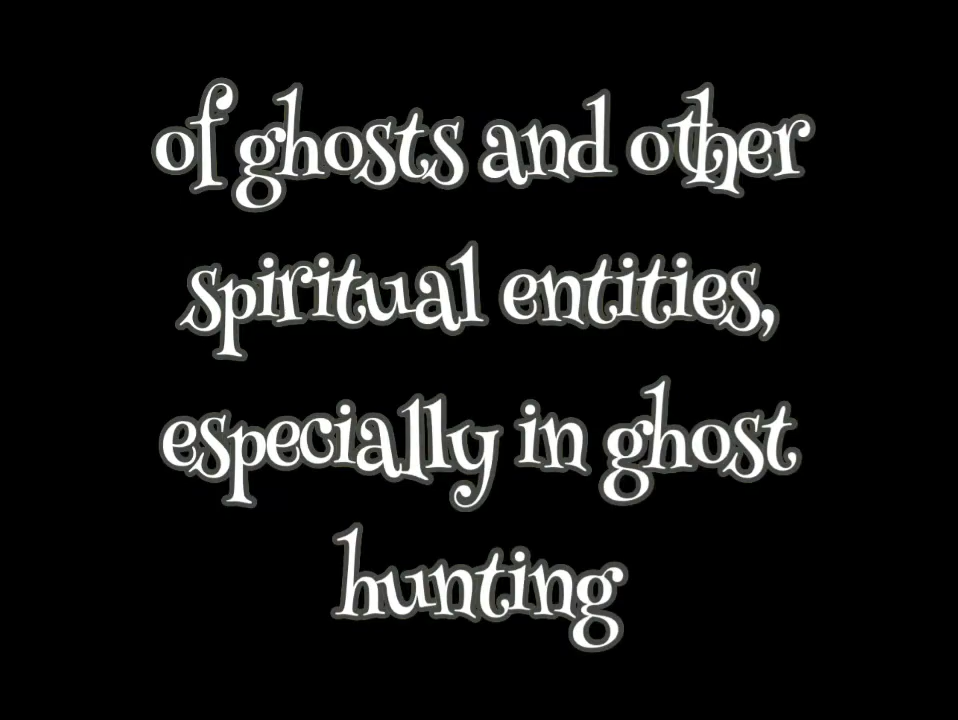 of ghosts and other
spiritual entities,
especially in ghost
hunting